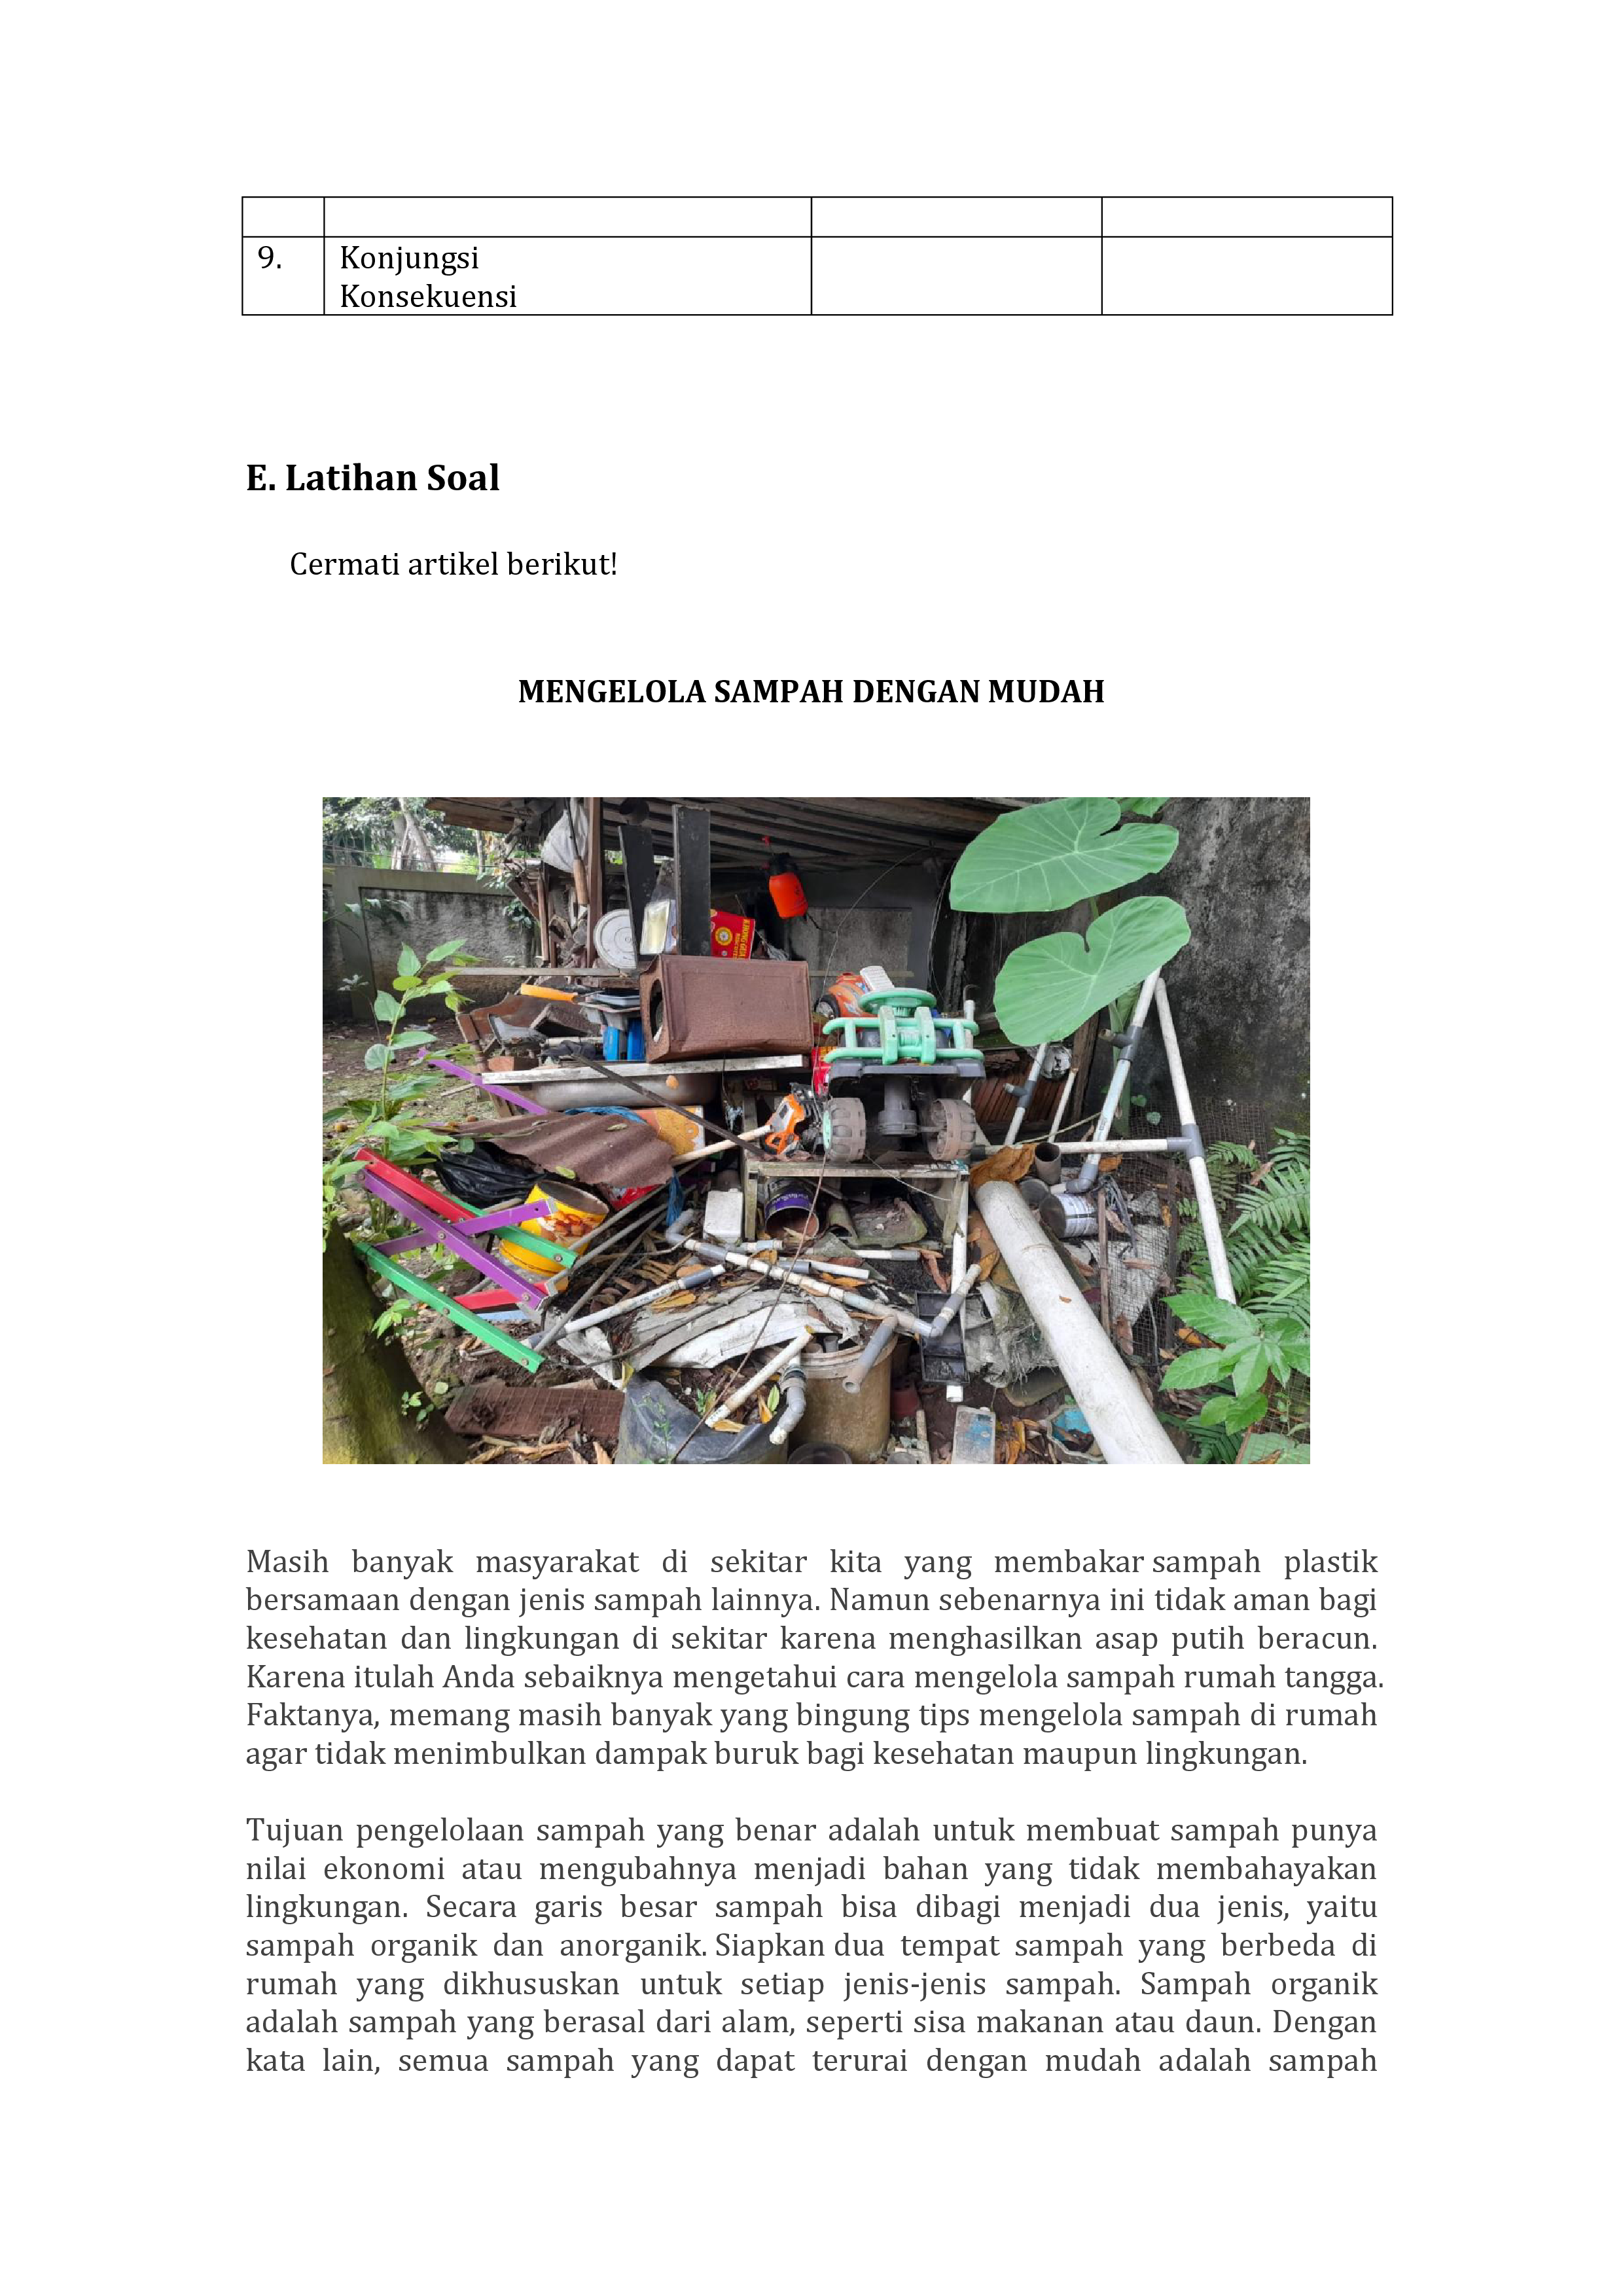 9. Konjungsi
Konsekuensi
E. Latihan Soal
Cermati artikel berikut!
MENGELOLA SAMPAH DENGAN MUDAH
Masih banyak masyarakat di sekitar kita yang membakar sampah plastik
bersamaan dengan jenis sampah lainnya. Namun sebenarnya ini tidak aman bagi
kesehatan dan lingkungan di sekitar karena menghasilkan asap putih beracun.
Karena itulah Anda sebaiknya mengetahui cara mengelola sampah rumah tangga.
Faktanya, memang masih banyak yang bingung tips mengelola sampah di rumah
agar tidak menimbulkan dampak buruk bagi kesehatan maupun lingkungan.
Tujuan pengelolaan sampah yang benar adalah untuk membuat sampah punya
nilai ekonomi atau mengubahnya menjadi bahan yang tidak membahayakan
lingkungan. Secara garis besar sampah bisa dibagi menjadi dua jenis, yaitu
sampah organik dan anorganik. Siapkan dua tempat sampah yang berbeda di
rumah yang dikhususkan untuk setiap jenis-jenis sampah. Sampah organik
adalah sampah yang berasal dari alam, seperti sisa makanan atau daun. Dengan
kata lain, semua sampah yang dapat terurai dengan mudah adalah sampah